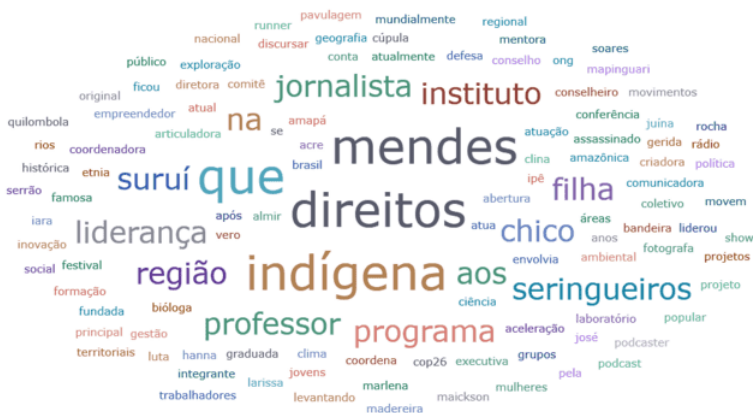 pavulagem mundialmente regional
runner mentora
nacional discursar geografia cúpula soares
público conta atualmente defesa conselho ong
exploração mapinguari
original ficou diretora comitê jornalista instituto conselheiro movimentos
empreendedor atual conferência
quilombola articuladora na se amapá mendes atuação assassinado juína rocha
rios coordenadora acre clina amazônica gerida rádio
histórica etnia suruí que brasil ipê filha criadora política
serrão famosa direitos abertura comunicadora
iara liderança após almir atua chico áreas coletivo movem
inovação vero anos bandeira liderou show
social festival região indígena aos envolvia ambiental fotografa projetos
formação seringueiros projeto
fundada bióloga ciência
principal gestão professor programa aceleração laboratório popular
territoriais luta hanna graduada clima coordena cop26 executiva grupos josé podcaster
integrante jovens marlena pela podcast
trabalhadores larissa levantando maickson mulheres
madereira